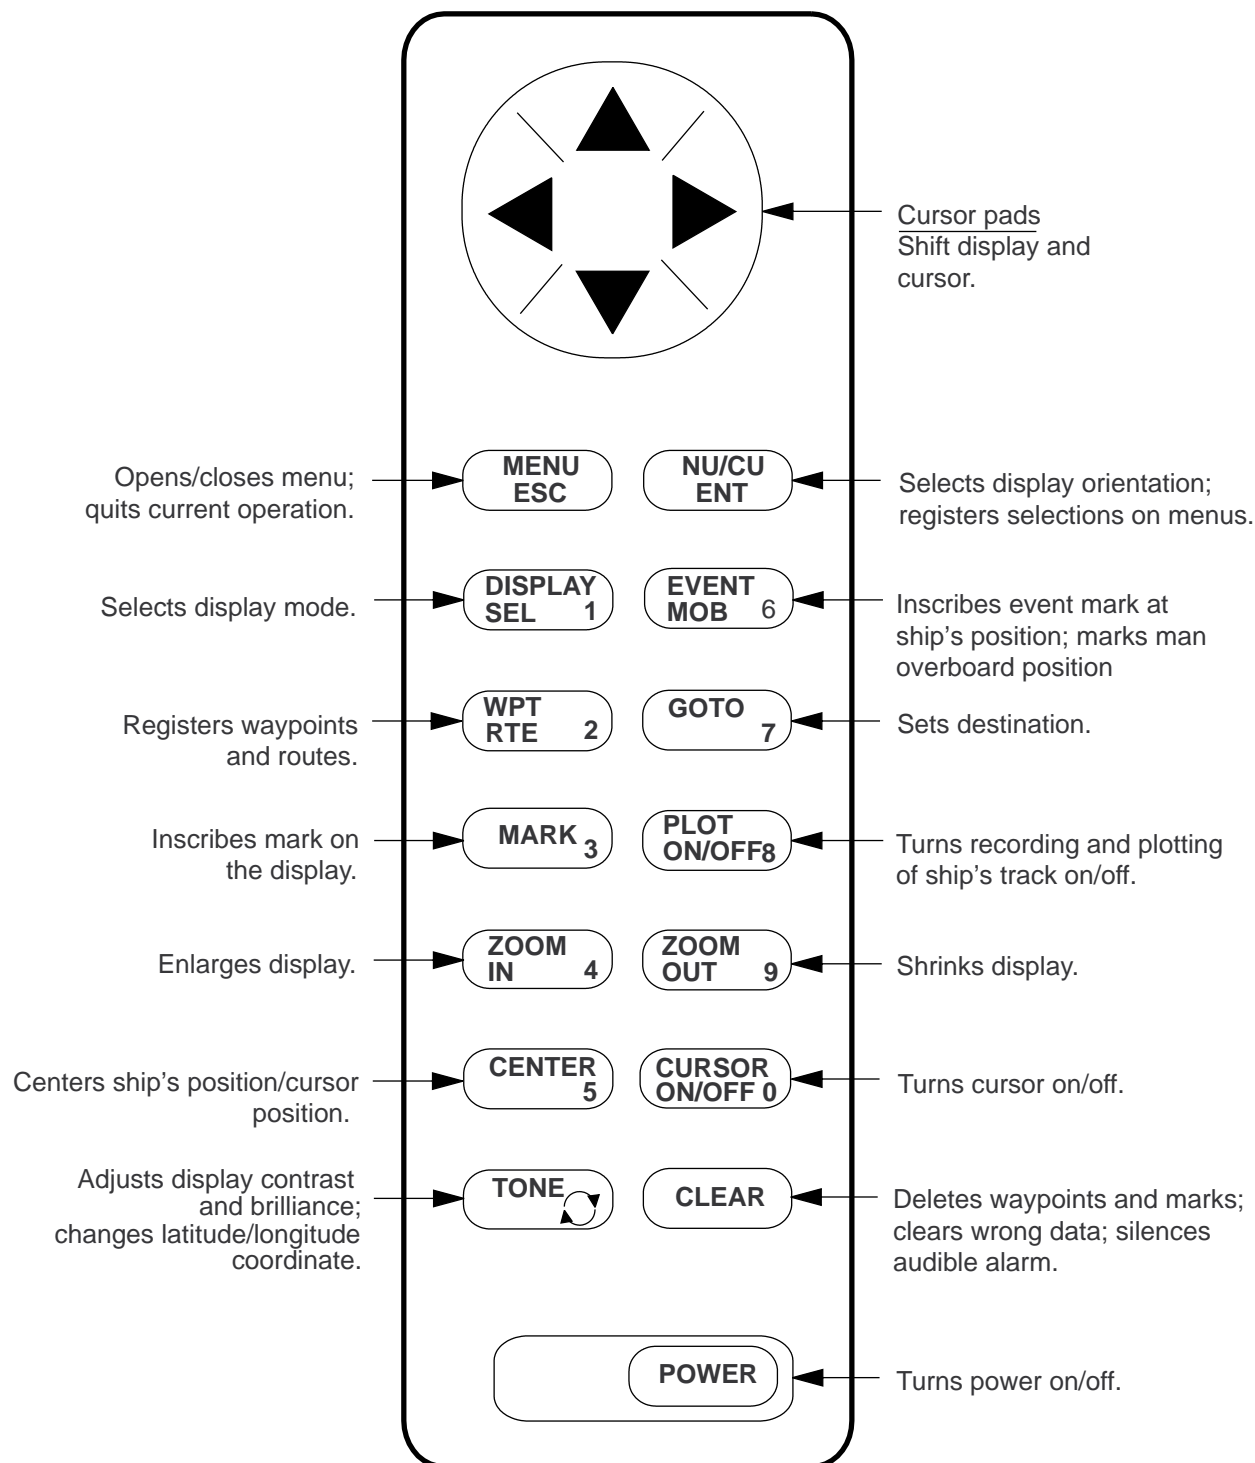 Cursor pads
Shift display and
cursor.
Opens/closes menu;
quits current operation.
MENU
ESC
NU/CU
ENT
Selects display orientation;
registers selections on menus.
Selects display mode.
DISPLAY
SEL 1
EVENT
MOB 6
Inscribes event mark at
ship's position; marks man
overboard position
Registers waypoints
and routes.
WPT
RTE 2
GOTO
7
Sets destination.
Inscribes mark on
the display.
MARK 3
PLOT
ON/OFF 8
Turns recording and plotting
of ship's track on/off.
Enlarges display.
ZOOM
IN 4
ZOOM
OUT 9
Shrinks display.
Centers ship's position/cursor
position.
CENTER
5
CURSOR
ON/OFF 0
Turns cursor on/off.
Adjusts display contrast
and brilliance;
changes latitude/longitude
coordinate.
TONE
CLEAR
Deletes waypoints and marks;
clears wrong data; silences
audible alarm.
POWER
Turns power on/off.